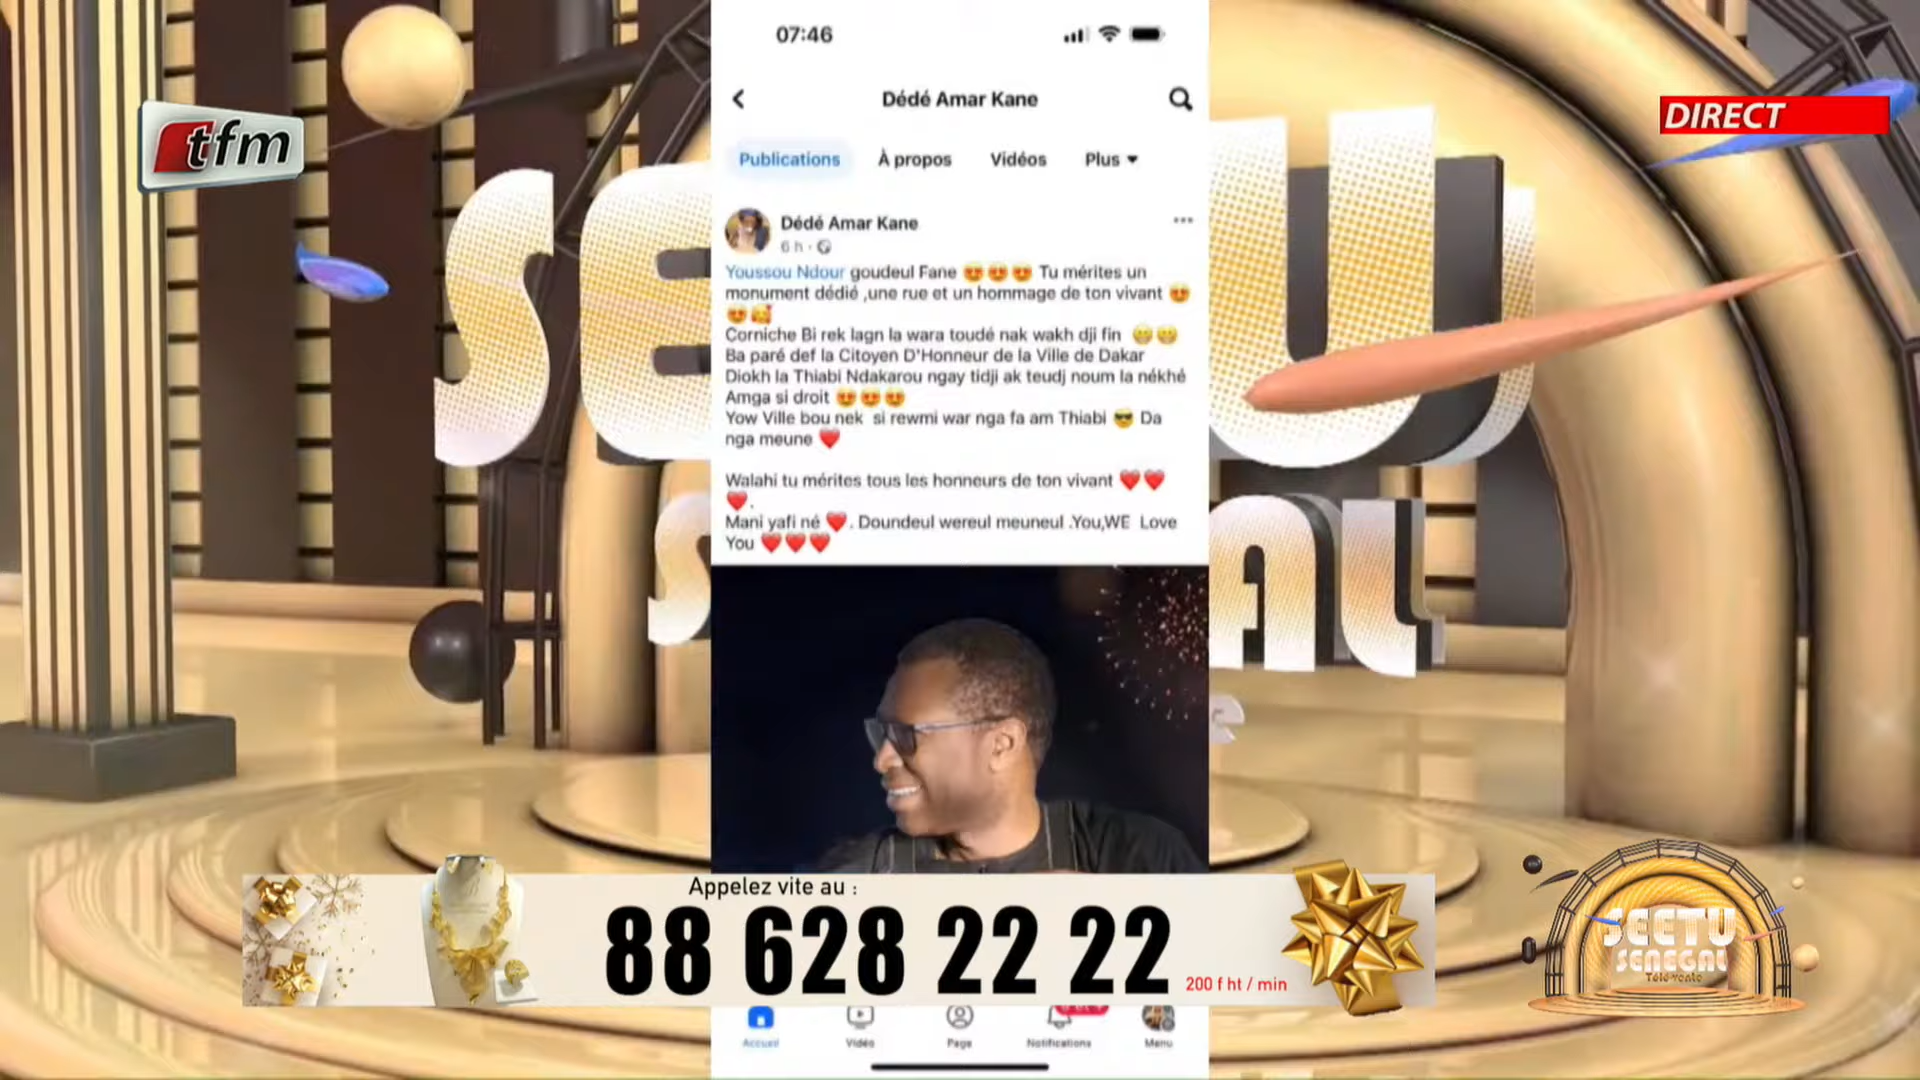 07:46
Dédé Amar Kane
Publications
À propos
Vidéos
Plus
tfm
DIRECT
SE
U
S
AL
Dédé Amar Kane
6 h ·
Youssou Ndour goudeul Fane 😍😍😍 Tu mérites un
monument dédié ,une rue et un hommage de ton vivant 😍
😍🥰
Corniche Bi rek lagn la wara toudé nak wakh dji fin 😁😁
Ba paré def la Citoyen D'Honneur de la Ville de Dakar
Diokh la Thiabi Ndakarou ngay tidji ak teudj noum la nékhé
Amga si droit 😍😍😍
Yow Ville bou nek si rewmi war nga fa am Thiabi 😎 Da
nga meune ❤️
Walahi tu mérites tous les honneurs de ton vivant ❤️❤️
❤️.
Mani yafi né ❤️. Doundeul wereul meuneul .You,WE Love
You ❤️❤️❤️
Appelez vite au :
88 628 22 22
200 f ht / min
SEETU
SENEGAL
Télé-vente
Accueil
Vidéo
Page
Notifications
Menu